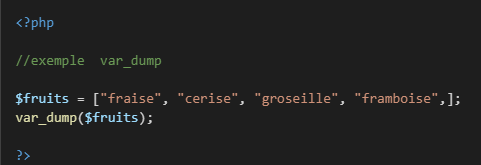 <?php
//exemple  var_dump
$fruits = ["fraise", "cerise", "groseille", "framboise",];
var_dump($fruits);
?>